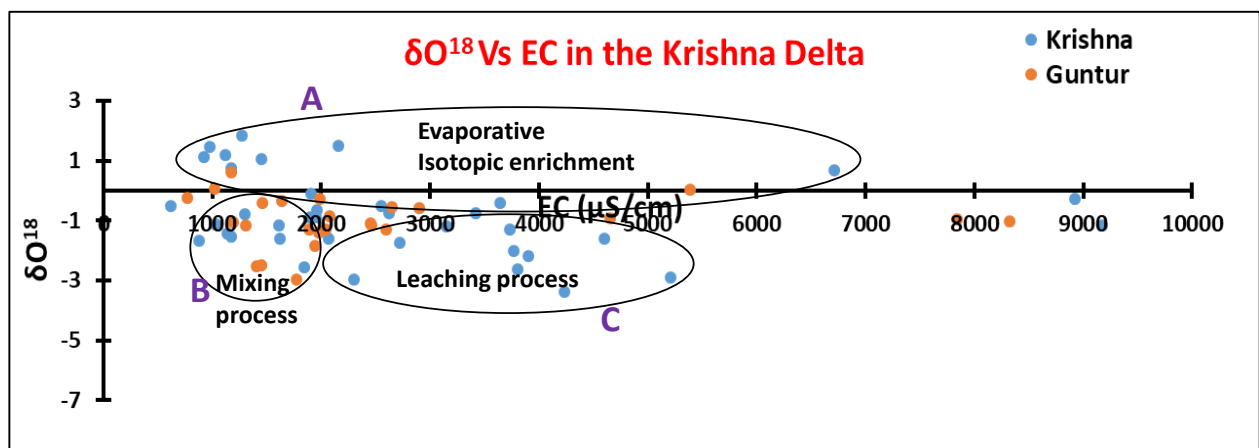 δO¹⁸ Vs EC in the Krishna Delta
Krishna
Guntur
A
3
Evaporative
Isotopic enrichment
1
0 1000 2000 3000 4000 5000 6000 7000 8000 9000 10000
EC (µS/cm)
-1
δO¹⁸
-3
B
Mixing
process
Leaching process
C
-5
-7